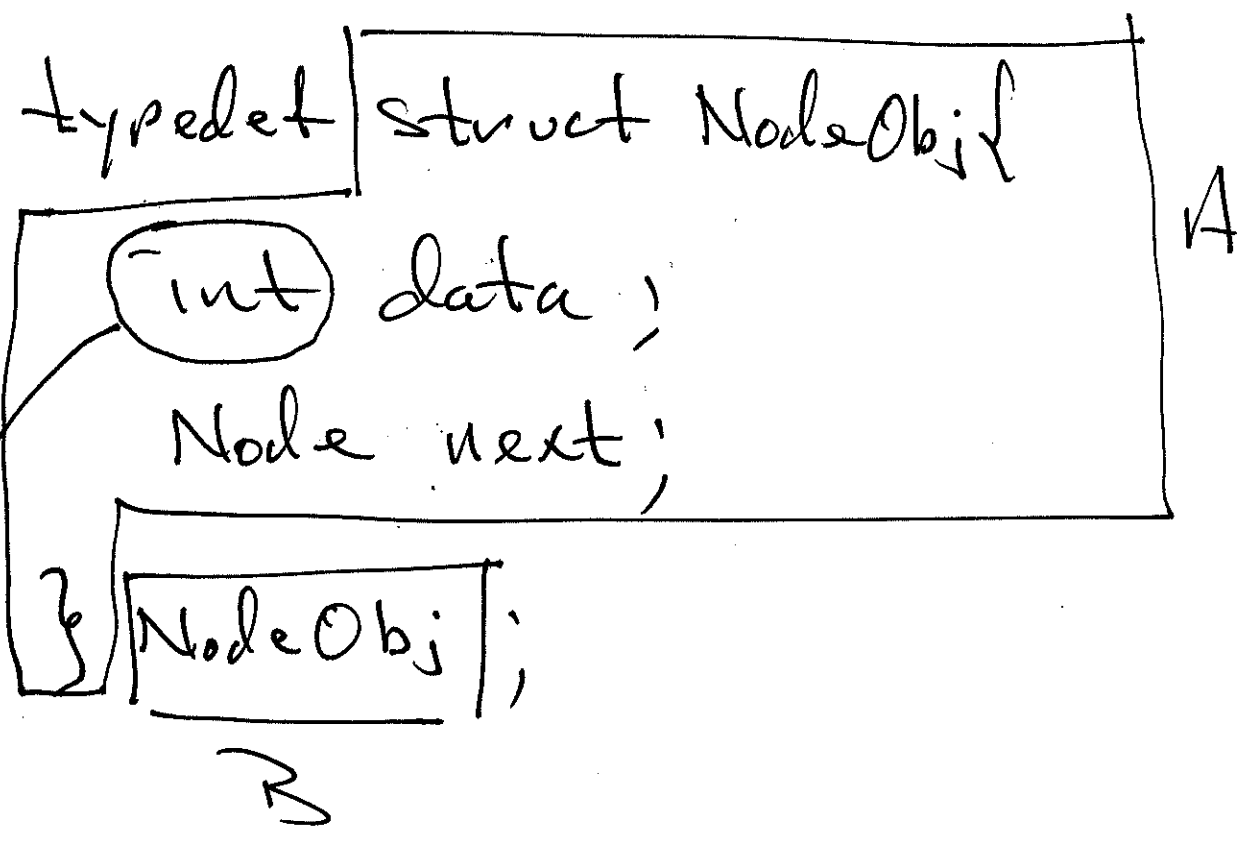 typedef struct NodeObj{
A
int data;
Node next;
} NodeObj;
B